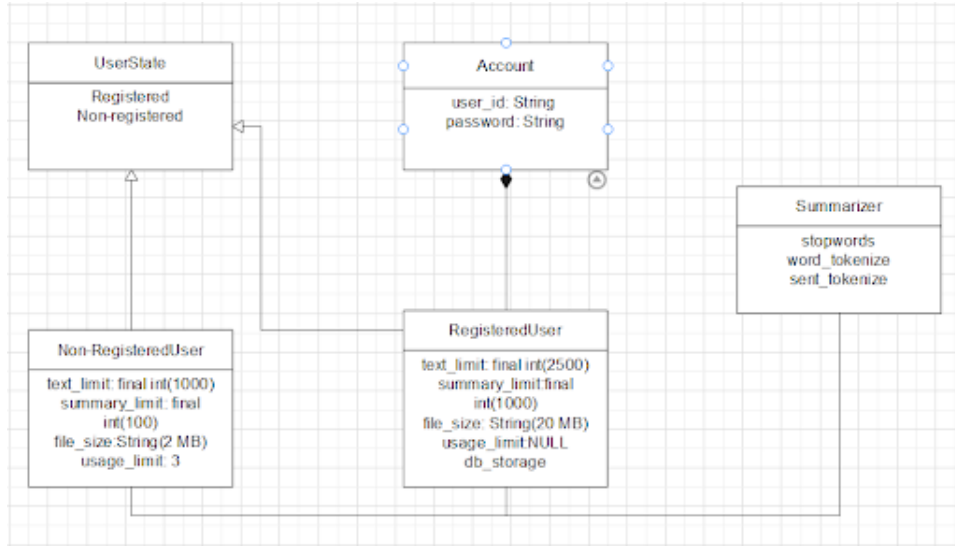 UserState
Registered
Non-registered
Account
user_id: String
password: String
Summarizer
stopwords
word_tokenize
sent_tokenize
Non-RegisteredUser
text_limit: final int(1000)
summary_limit: final
int(100)
file_size:String(2 MB)
usage_limit: 3
RegisteredUser
text_limit: final int(2500)
summary_limit:final
int(1000)
file_size: String(20 MB)
usage_limit:NULL
db_storage